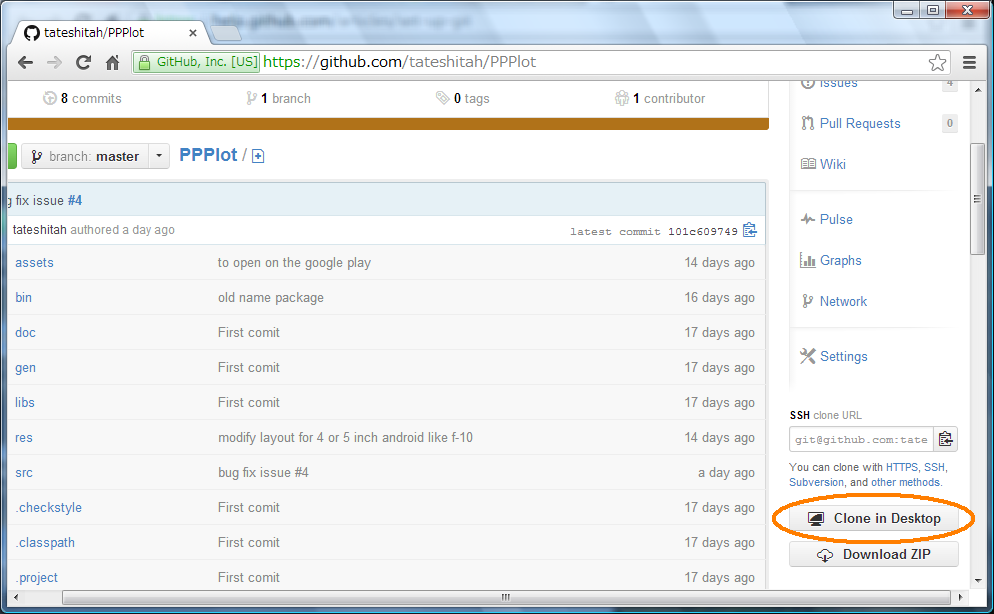 tateshitah/PPPlot
GitHub, Inc. [US] https://github.com/tateshitah/PPPlot
8 commits 1 branch 0 tags 1 contributor
branch: master PPPlot /
fix issue #4
tateshitah authored a day ago latest commit 101c609749
assets to open on the google play 14 days ago
bin old name package 16 days ago
doc First comit 17 days ago
gen First comit 17 days ago
libs First comit 17 days ago
res modify layout for 4 or 5 inch android like f-10 14 days ago
src bug fix issue #4 a day ago
.checkstyle First comit 17 days ago
.classpath First comit 17 days ago
.project First comit 17 days ago
Issues 4
Pull Requests 0
Wiki
Pulse
Graphs
Network
Settings
SSH clone URL
git@github.com:tate
You can clone with HTTPS, SSH,
Subversion, and other methods.
Clone in Desktop
Download ZIP